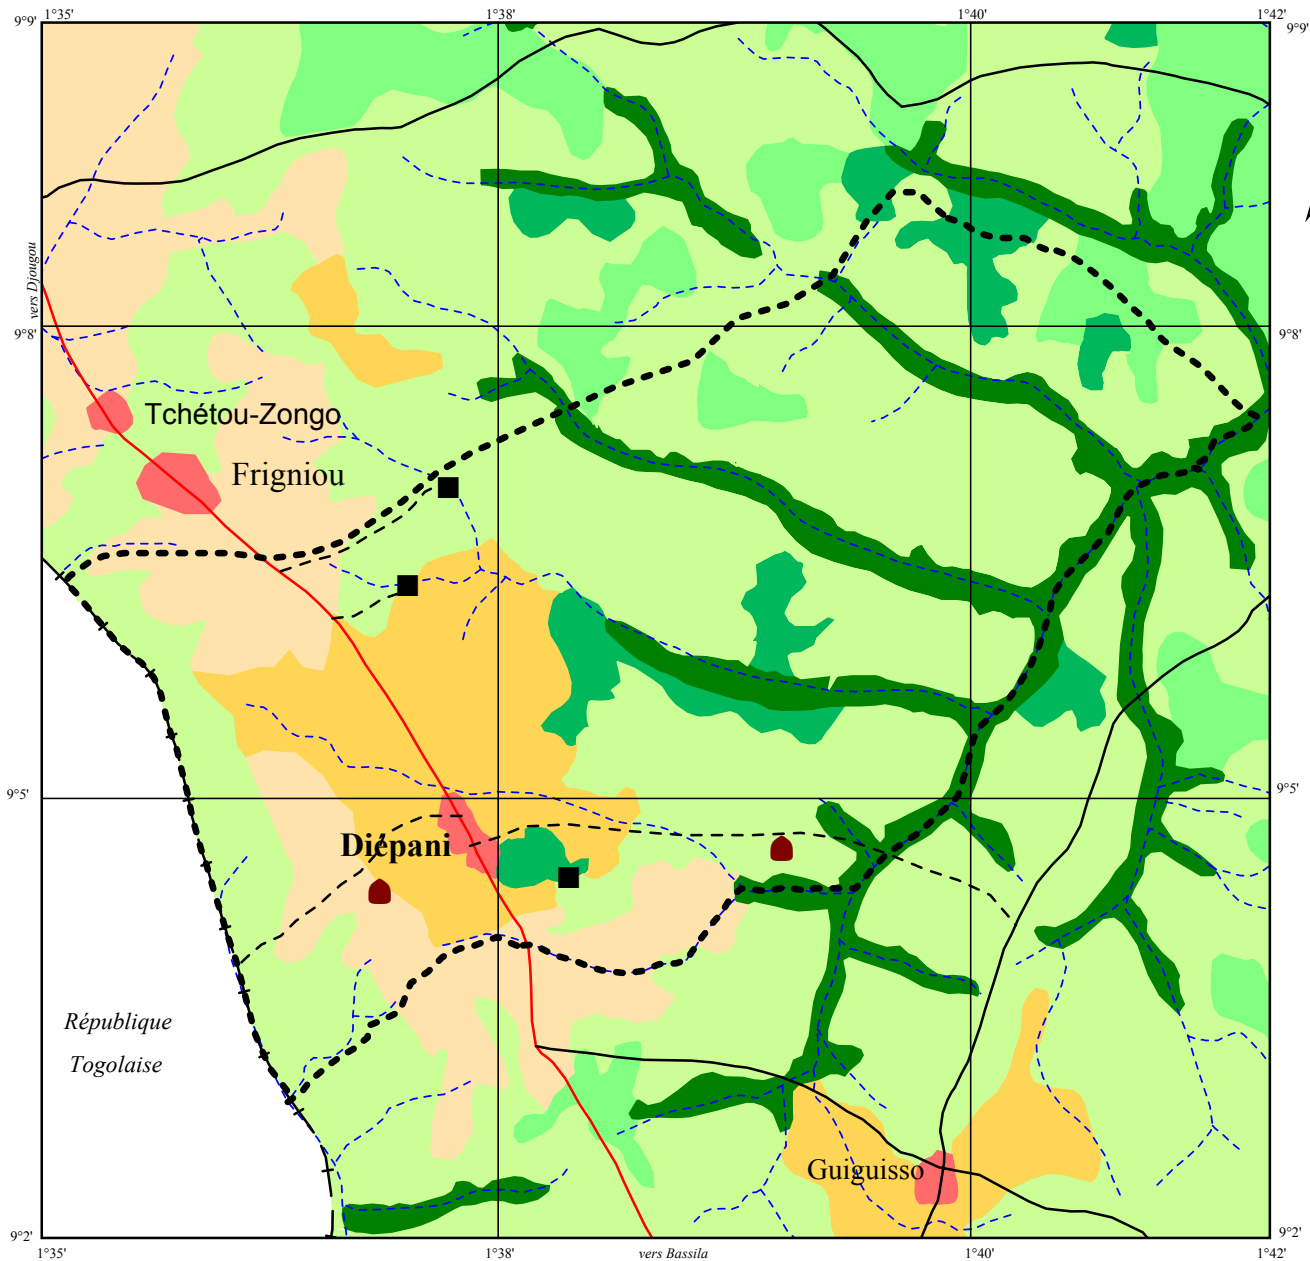 1°35' 1°38' 1°40' 1°42'
9°9' 9°9'
vers Djougou
9°8' 9°8'
Tchétou-Zongo
Frigniou
9°5' 9°5'
Diépani
République
Togolaise
Guiguisso
9°2' 9°2'
1°35' 1°38' vers Bassila 1°40' 1°42'